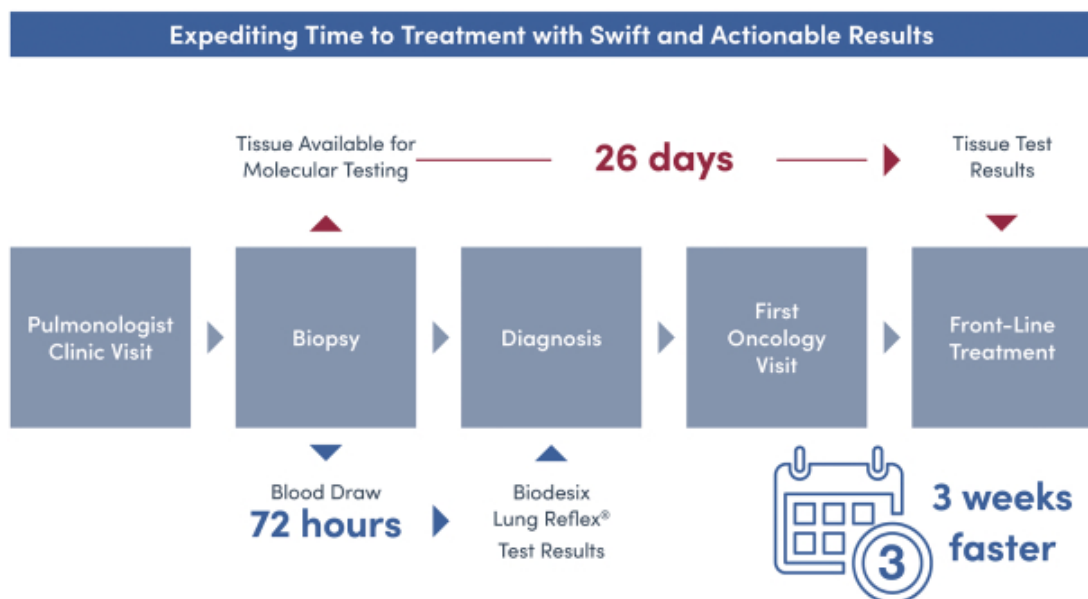 Expediting Time to Treatment with Swift and Actionable Results
Tissue Available for
Molecular Testing
26 days
Tissue Test
Results
Pulmonologist
Clinic Visit
Biopsy
Diagnosis
First
Oncology
Visit
Front-Line
Treatment
Blood Draw
72 hours
Biodesix
Lung Reflex®
Test Results
3
3 weeks
faster